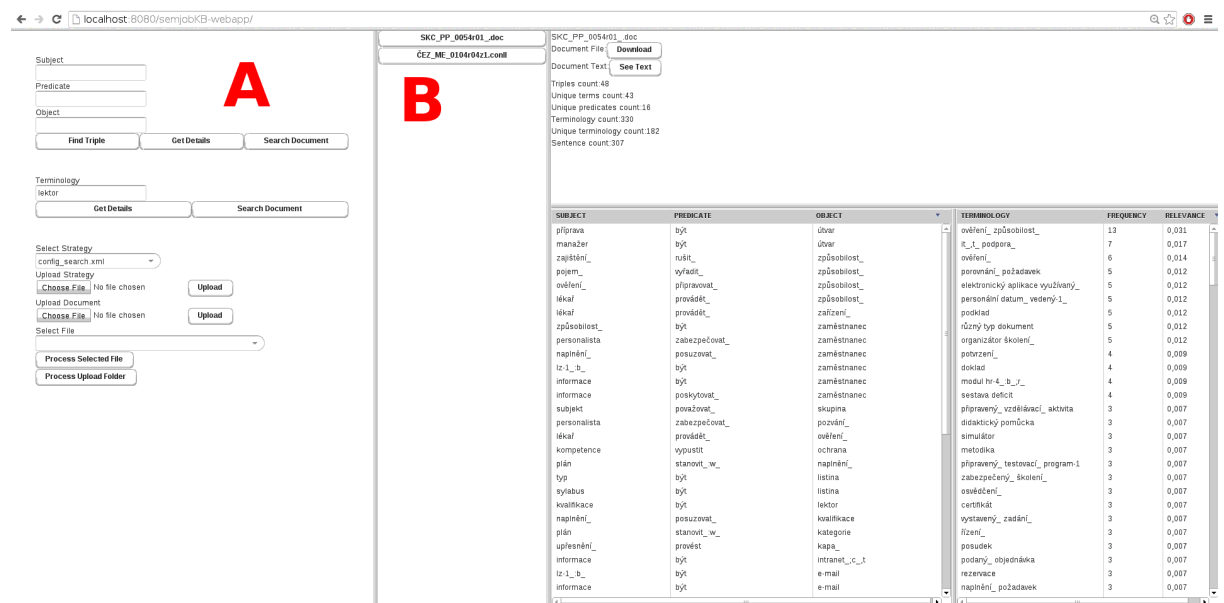 localhost:8080/semjobKB-webapp/
Subject
Predicate
Object
Find Triple Get Details Search Document
A
Terminology
lektor
Get Details Search Document
Select Strategy
config_search.xml
Upload Strategy
Choose File No file chosen Upload
Upload Document
Choose File No file chosen Upload
Select File
Process Selected File
Process Upload Folder
SKC_PP_0054r01_.doc
ČEZ_ME_0104r04z1.conll
B
SKC_PP_0054r01_.doc
Document File: Download
Document Text: See Text
Triples count:48
Unique terms count:43
Unique predicates count:16
Terminology count:330
Unique terminology count:182
Sentence count:307
SUBJECT PREDICATE OBJECT
příprava být útvar
manažer být útvar
zajištění_ rušit_ způsobilost_
pojem_ vyřadit_ způsobilost_
ověření_ připravovat_ způsobilost_
lékař provádět_ způsobilost_
lékař provádět_ zařízení_
způsobilost_ být zaměstnanec
personalista zabezpečovat_ zaměstnanec
naplnění_ posuzovat_ zaměstnanec
lz-1_:b_ být zaměstnanec
informace být zaměstnanec
informace poskytovat_ zaměstnanec
subjekt považovat_ skupina
personalista zabezpečovat_ pozvání_
lékař provádět_ ověření_
kompetence vypustit ochrana
plán stanovit_:w_ naplnění_
typ být listina
sylabus být listina
kvalifikace být lektor
naplnění_ posuzovat_ kvalifikace
plán stanovit_:w_ kategorie
upřesnění_ provést kapa_
informace být intranet_;c_,t
lz-1_:b_ být e-mail
informace být e-mail
TERMINOLOGY FREQUENCY RELEVANCE
ověření_ způsobilost_ 13 0,031
it_,t_ podpora_ 7 0,017
ověření_ 6 0,014
porovnání_ požadavek 5 0,012
elektronický aplikace využívaný_ 5 0,012
personální datum_ vedený-1_ 5 0,012
podklad 5 0,012
různý typ dokument 5 0,012
organizátor školení_ 5 0,012
potvrzení_ 4 0,009
doklad 4 0,009
modul hr-4_:b_;r_ 4 0,009
sestava deficit 4 0,009
připravený_ vzdělávací_ aktivita 3 0,007
didaktický pomůcka 3 0,007
simulátor 3 0,007
metodika 3 0,007
připravený_ testovací_ program-1 3 0,007
zabezpečený_ školení_ 3 0,007
osvědčení_ 3 0,007
certifikát 3 0,007
vystavený_ zadání_ 3 0,007
řízení_ 3 0,007
posudek 3 0,007
podaný_ objednávka 3 0,007
rezervace 3 0,007
naplnění_ požadavek 3 0,007